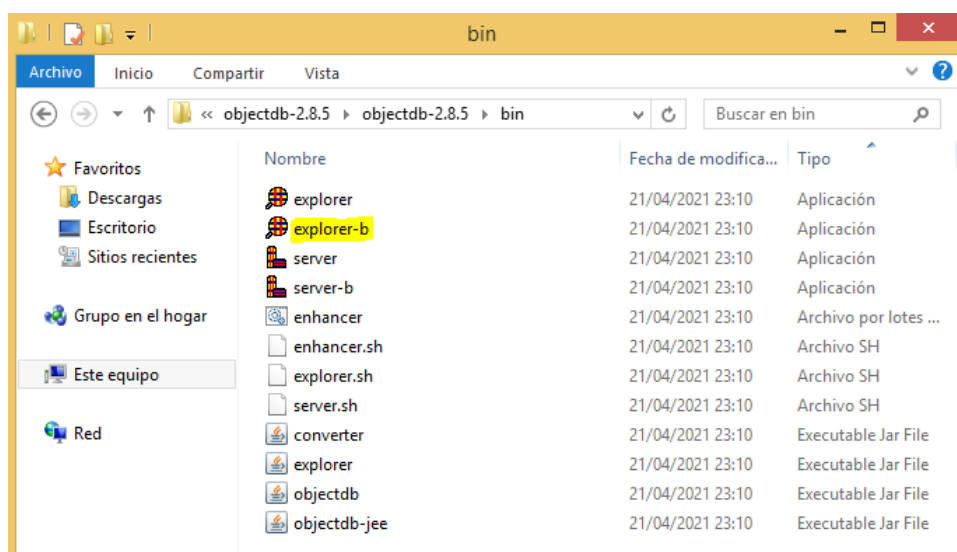 bin
Archivo Inicio Compartir Vista
« objectdb-2.8.5 objectdb-2.8.5 bin Buscar en bin
Favoritos
Descargas
Escritorio
Sitios recientes
Grupo en el hogar
Este equipo
Red
Nombre Fecha de modifica... Tipo
explorer 21/04/2021 23:10 Aplicación
explorer-b 21/04/2021 23:10 Aplicación
server 21/04/2021 23:10 Aplicación
server-b 21/04/2021 23:10 Aplicación
enhancer 21/04/2021 23:10 Archivo por lotes ...
enhancer.sh 21/04/2021 23:10 Archivo SH
explorer.sh 21/04/2021 23:10 Archivo SH
server.sh 21/04/2021 23:10 Archivo SH
converter 21/04/2021 23:10 Executable Jar File
explorer 21/04/2021 23:10 Executable Jar File
objectdb 21/04/2021 23:10 Executable Jar File
objectdb-jee 21/04/2021 23:10 Executable Jar File